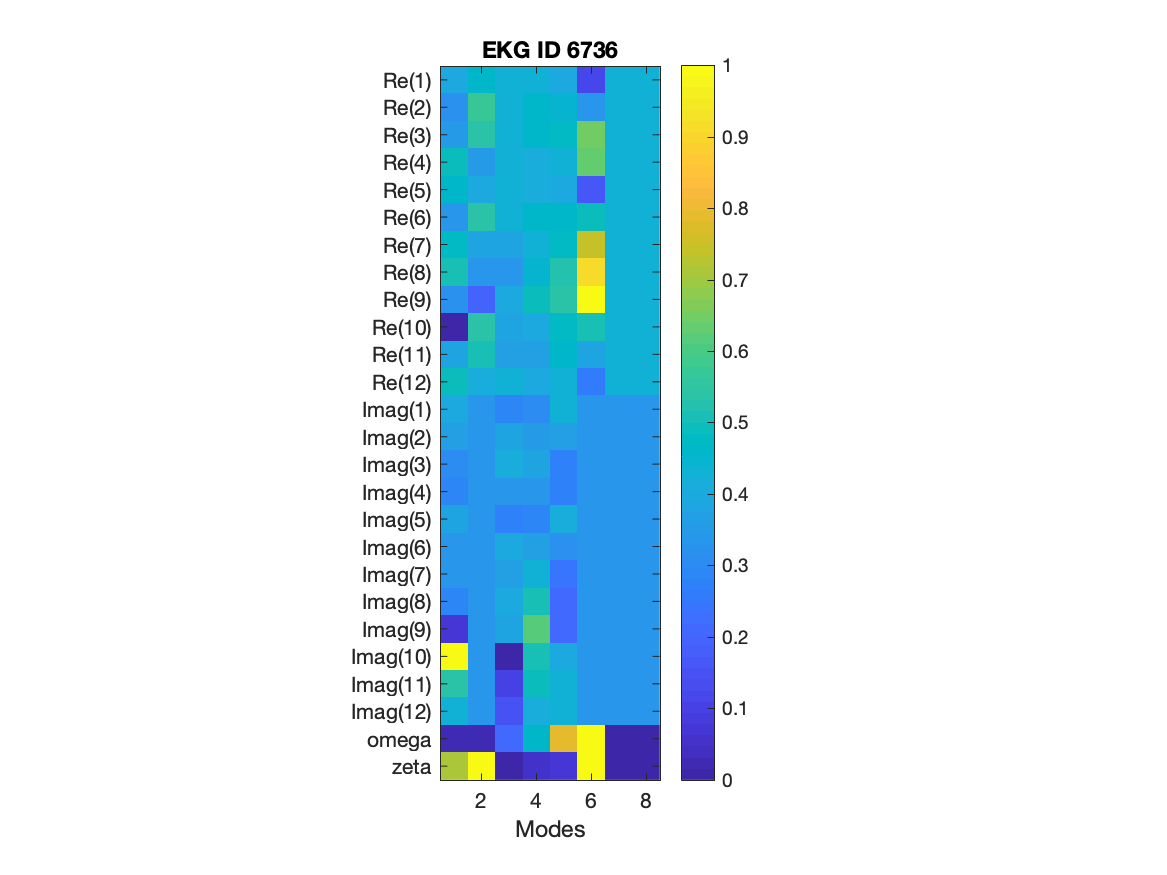 EKG ID 6736
Re(1)
Re(2)
Re(3)
Re(4)
Re(5)
Re(6)
Re(7)
Re(8)
Re(9)
Re(10)
Re(11)
Re(12)
Imag(1)
Imag(2)
Imag(3)
Imag(4)
Imag(5)
Imag(6)
Imag(7)
Imag(8)
Imag(9)
Imag(10)
Imag(11)
Imag(12)
omega
zeta
2 4 6 8
Modes
1
0.9
0.8
0.7
0.6
0.5
0.4
0.3
0.2
0.1
0